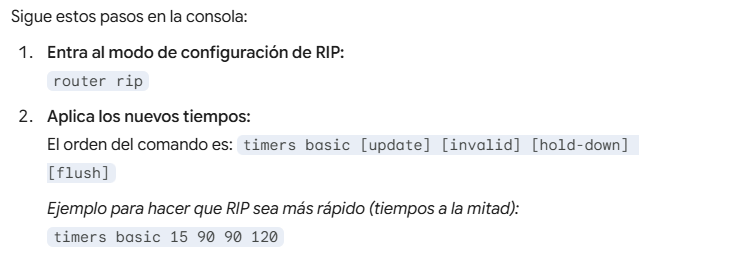 Sigue estos pasos en la consola:
1. Entra al modo de configuración de RIP:
router rip
2. Aplica los nuevos tiempos:
El orden del comando es: timers basic [update] [invalid] [hold-down]
[flush]
Ejemplo para hacer que RIP sea más rápido (tiempos a la mitad):
timers basic 15 90 90 120